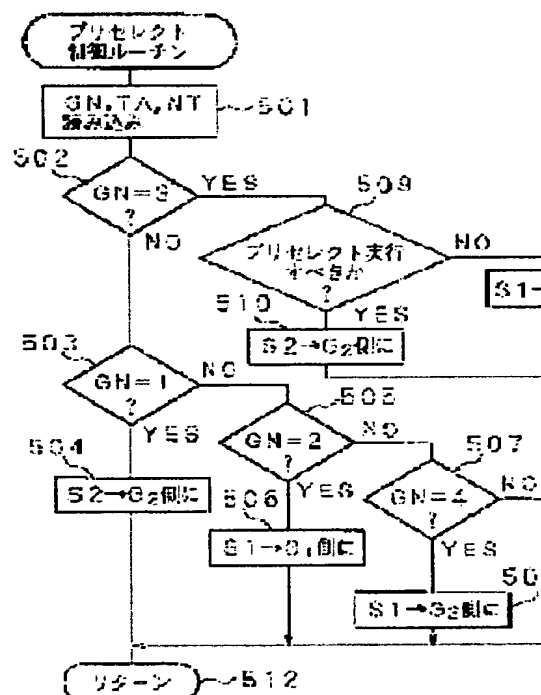 プリセレクト
制御ルーチン
GN,TA,NT
読み込み
501
502
GN=3
?
YES
NO
509
プリセレクト実行
すべきか
?
NO
YES
S1→
510
S2→G2側に
503
GN=1
?
NO
YES
505
GN=2
?
NO
YES
507
GN=4
?
NO
YES
504
S2→G2側に
506
S1→G1側に
S1→G2側に
50
リターン
512